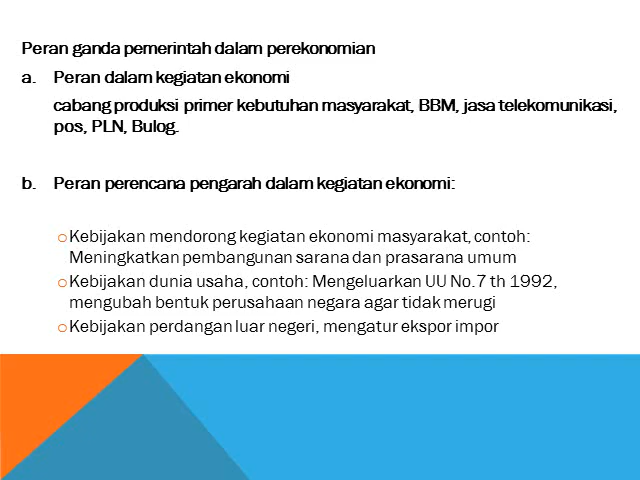 Peran ganda pemerintah dalam perekonomian
a. Peran dalam kegiatan ekonomi
cabang produksi primer kebutuhan masyarakat, BBM, jasa telekomunikasi,
pos, PLN, Bulog.
b. Peran perencana pengarah dalam kegiatan ekonomi:
o Kebijakan mendorong kegiatan ekonomi masyarakat, contoh:
Meningkatkan pembangunan sarana dan prasarana umum
o Kebijakan dunia usaha, contoh: Mengeluarkan UU No.7 th 1992,
mengubah bentuk perusahaan negara agar tidak merugi
o Kebijakan perdangan luar negeri, mengatur ekspor impor